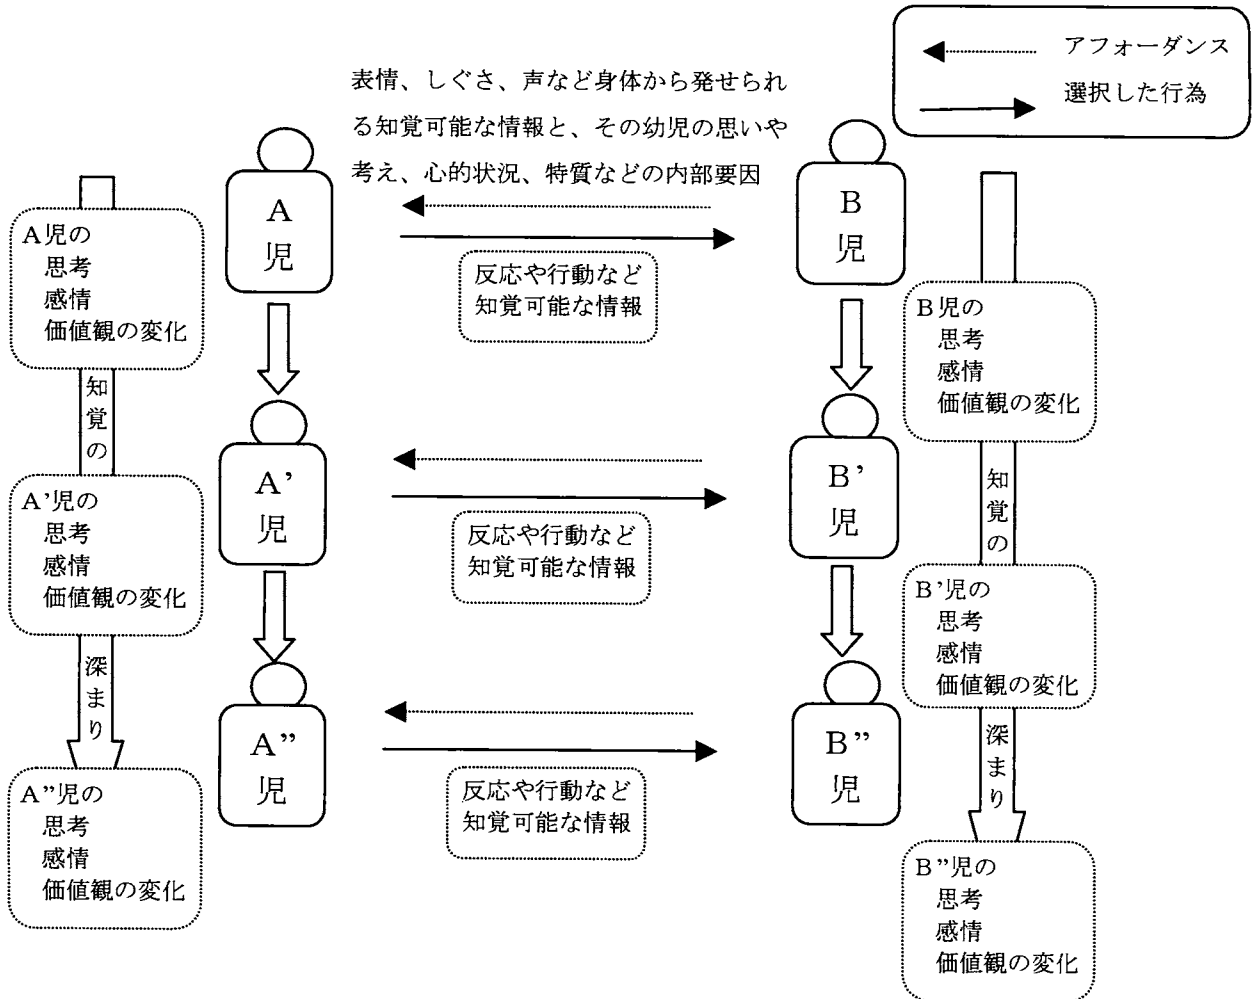 アフォーダンス
選択した行為
表情、しぐさ、声など身体から発せられ
る知覚可能な情報と、その幼児の思いや
考え、心的状況、特質などの内部要因
A
児
B
児
反応や行動など
知覚可能な情報
A児の
思考
感情
価値観の変化
B児の
思考
感情
価値観の変化
知覚の
A'児の
思考
感情
価値観の変化
A'
児
B'
児
反応や行動など
知覚可能な情報
知覚の
B'児の
思考
感情
価値観の変化
深まり
A”児の
思考
感情
価値観の変化
A”
児
B”
児
反応や行動など
知覚可能な情報
深まり
B”児の
思考
感情
価値観の変化